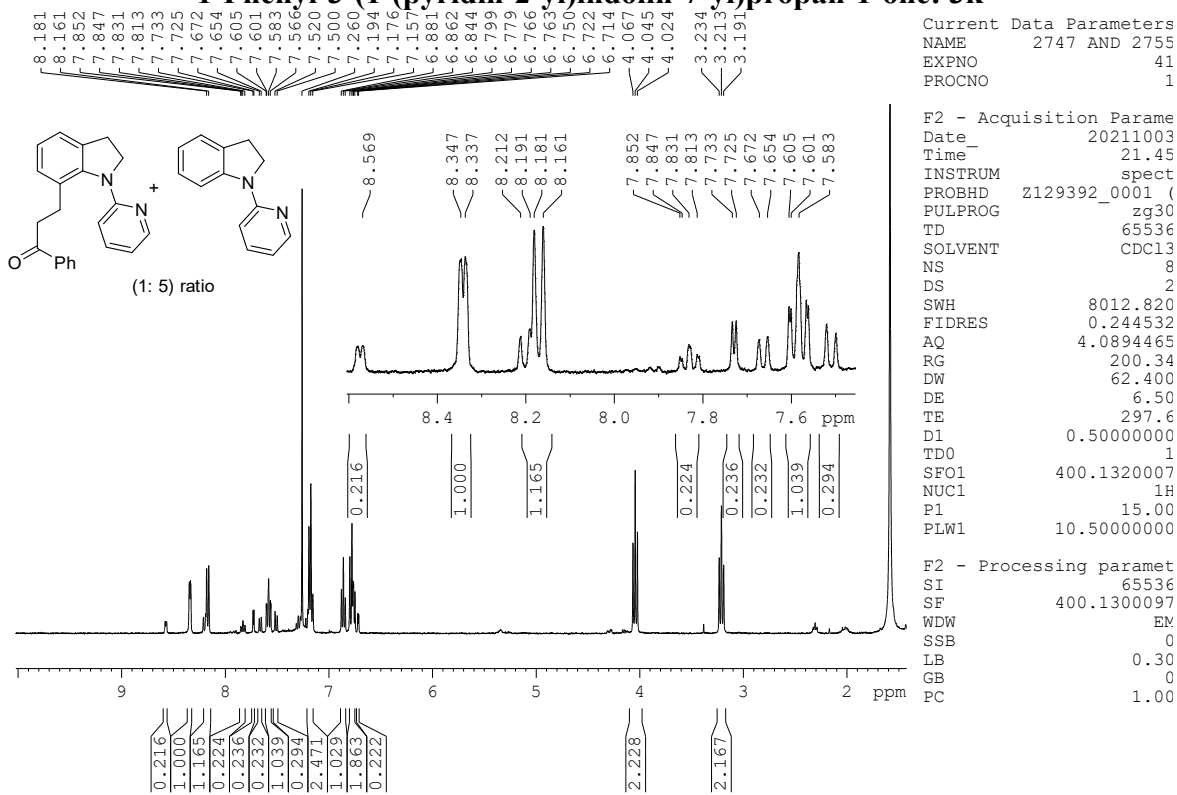 1-Phenyl-3-(1-(pyridin-2-yl)indolin-7-yl)propan-1-one: 3k
8.181
8.161
7.852
7.847
7.831
7.813
7.733
7.725
7.672
7.654
7.605
7.601
7.583
7.566
7.520
7.500
7.260
7.194
7.176
7.157
6.881
6.862
6.844
6.799
6.779
6.766
6.763
6.750
6.722
6.714
4.067
4.045
4.024
3.234
3.213
3.191
N
N
O
Ph
+
N
N
(1: 5) ratio
8.569
8.347
8.337
8.212
8.191
8.181
8.161
7.852
7.847
7.831
7.813
7.733
7.725
7.672
7.654
7.605
7.601
7.583
8.4 8.2 8.0 7.8 7.6 ppm
0.216
1.000
1.165
0.224
0.236
0.232
1.039
0.294
9 8 7 6 5 4 3 2 ppm
0.216
1.000
1.165
0.224
0.236
0.232
1.039
0.294
2.471
1.029
1.863
0.222
2.228
2.167
Current Data Parameters
NAME 2747 AND 2755
EXPNO 41
PROCNO 1
F2 - Acquisition Parame
Date_ 20211003
Time 21.45
INSTRUM spect
PROBHD Z129392_0001 (
PULPROG zg30
TD 65536
SOLVENT CDCl3
NS 8
DS 2
SWH 8012.820
FIDRES 0.244532
AQ 4.0894465
RG 200.34
DW 62.400
DE 6.50
TE 297.6
D1 0.50000000
TD0 1
SFO1 400.1320007
NUC1 1H
P1 15.00
PLW1 10.50000000
F2 - Processing paramet
SI 65536
SF 400.1300097
WDW EM
SSB 0
LB 0.30
GB 0
PC 1.00